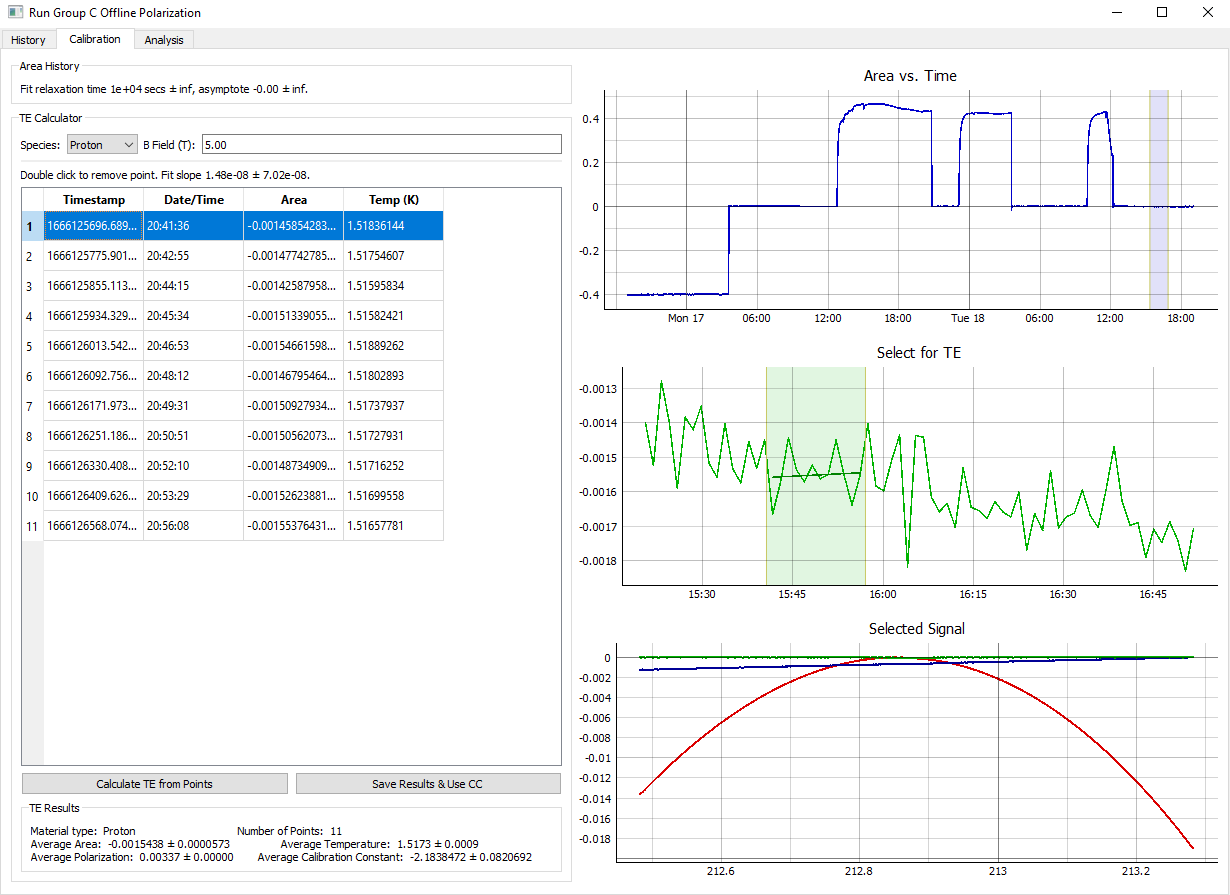 Run Group C Offline Polarization
History Calibration Analysis
Area History
Fit relaxation time 1e+04 secs ± inf, asymptote -0.00 ± inf.
TE Calculator
Species: Proton B Field (T): 5.00
Double click to remove point. Fit slope 1.48e-08 ± 7.02e-08.
Timestamp Date/Time Area Temp (K)
1 1666125696.689... 20:41:36 -0.00145854283... 1.51836144
2 1666125775.901... 20:42:55 -0.00147742785... 1.51754607
3 1666125855.113... 20:44:15 -0.00142587958... 1.51595834
4 1666125934.329... 20:45:34 -0.00151339055... 1.51582421
5 1666126013.542... 20:46:53 -0.00154661598... 1.51889262
6 1666126092.756... 20:48:12 -0.00146795464... 1.51802893
7 1666126171.973... 20:49:31 -0.00150927934... 1.51737937
8 1666126251.186... 20:50:51 -0.00150562073... 1.51727931
9 1666126330.408... 20:52:10 -0.00148734909... 1.51716252
10 1666126409.626... 20:53:29 -0.00152623881... 1.51699558
11 1666126568.074... 20:56:08 -0.00155376431... 1.51657781
Calculate TE from Points Save Results & Use CC
TE Results
Material type: Proton Number of Points: 11
Average Area: -0.0015438 ± 0.0000573 Average Temperature: 1.5173 ± 0.0009
Average Polarization: 0.00337 ± 0.00000 Average Calibration Constant: -2.1838472 ± 0.0820692
Area vs. Time
0.4
0.2
0
-0.2
-0.4
Mon 17 06:00 12:00 18:00 Tue 18 06:00 12:00 18:00
Select for TE
-0.0013
-0.0014
-0.0015
-0.0016
-0.0017
-0.0018
15:30 15:45 16:00 16:15 16:30 16:45
Selected Signal
0
-0.002
-0.004
-0.006
-0.008
-0.01
-0.012
-0.014
-0.016
-0.018
212.6 212.8 213 213.2